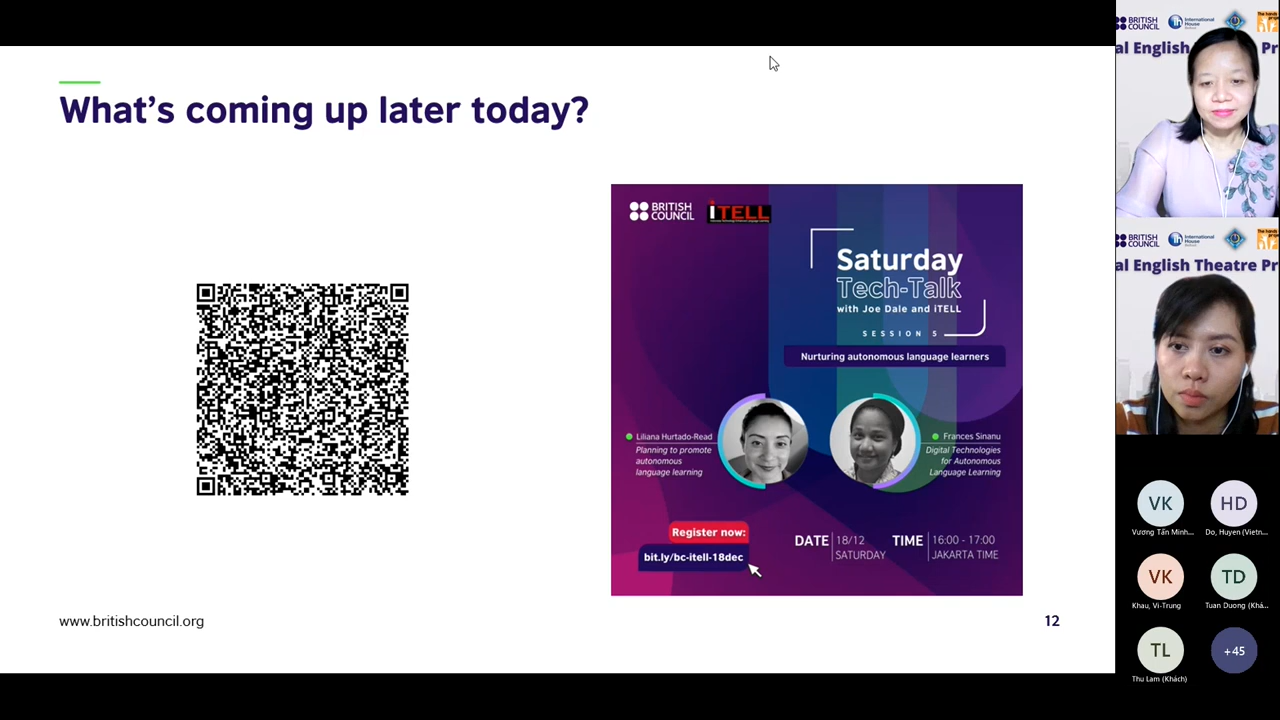 What's coming up later today?
BRITISH
COUNCIL
iTELL
Saturday
Tech-Talk
with Joe Dale and iTELL
SESSION 5
Nurturing autonomous language learners
Liliana Hurtado-Read
Planning to promote
autonomous
language learning
Frances Sinanu
Digital Technologies
for Autonomous
Language Learning
Register now:
bit.ly/bc-itell-18dec
DATE
18/12
SATURDAY
TIME
16:00 - 17:00
JAKARTA TIME
www.britishcouncil.org
12
BRITISH
COUNCIL
International
House
al English
Pr
BRITISH
COUNCIL
International
House
al English Theatre Pr
VK
HD
Vương Tấn Minh...
Do, Huyen (Vietn...
VK
TD
Khau, Vi-Trung
Tuan Duong (Khá...
TL
+45
Thu Lam (Khách)